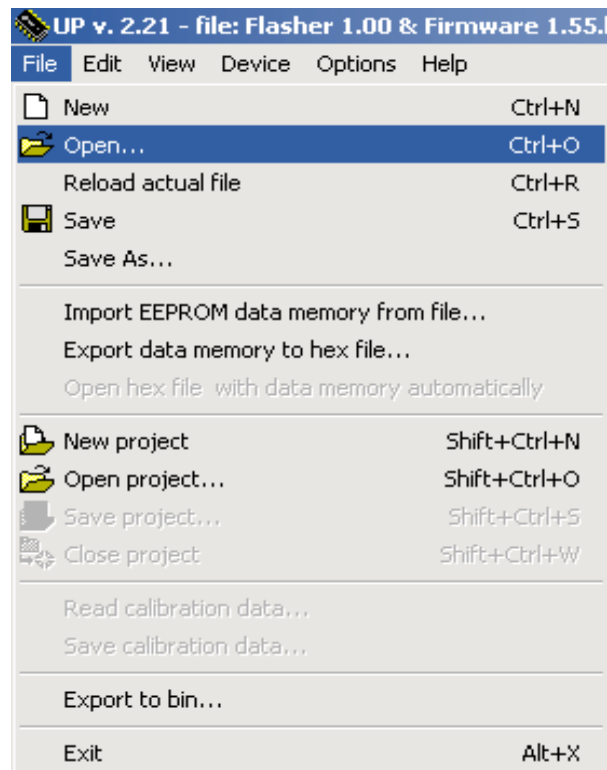 UP v. 2.21 - file: Flasher 1.00 & Firmware 1.55.
File Edit View Device Options Help
New Ctrl+N
Open... Ctrl+O
Reload actual file Ctrl+R
Save Ctrl+S
Save As...
Import EEPROM data memory from file...
Export data memory to hex file...
Open hex file with data memory automatically
New project Shift+Ctrl+N
Open project... Shift+Ctrl+O
Save project... Shift+Ctrl+S
Close project Shift+Ctrl+W
Read calibration data...
Save calibration data...
Export to bin...
Exit Alt+X